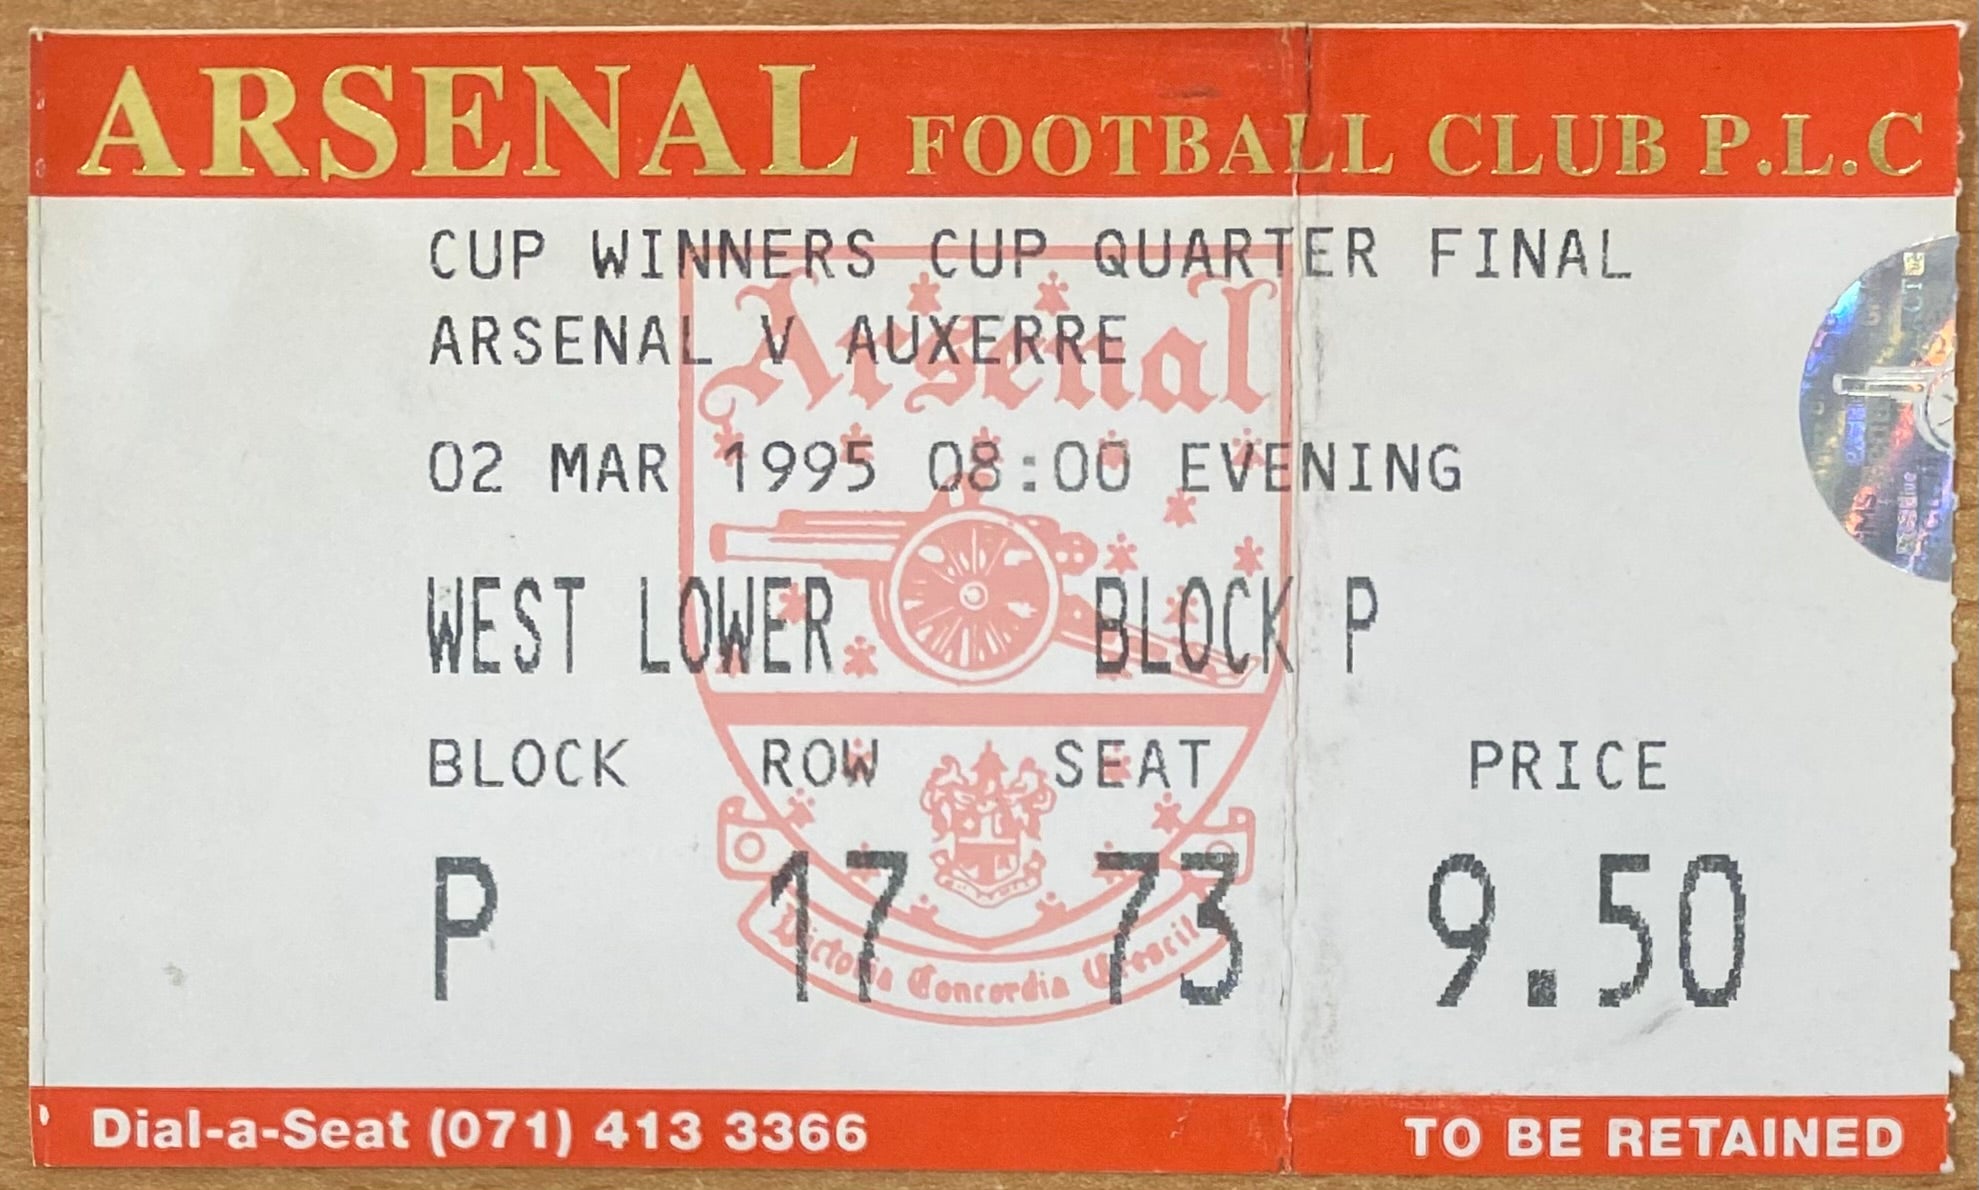 ARSENAL FOOTBALL CLUB P.L.C
CUP WINNERS CUP QUARTER FINAL
Arsenal
ARSENAL V AUXERRE
02 MAR 1995 08:00 EVENING
WEST LOWER BLOCK P
BLOCK ROW SEAT PRICE
P 17 73 9.50
Victoria Concordia Crescit
Dial-a-Seat (071) 413 3366 TO BE RETAINED